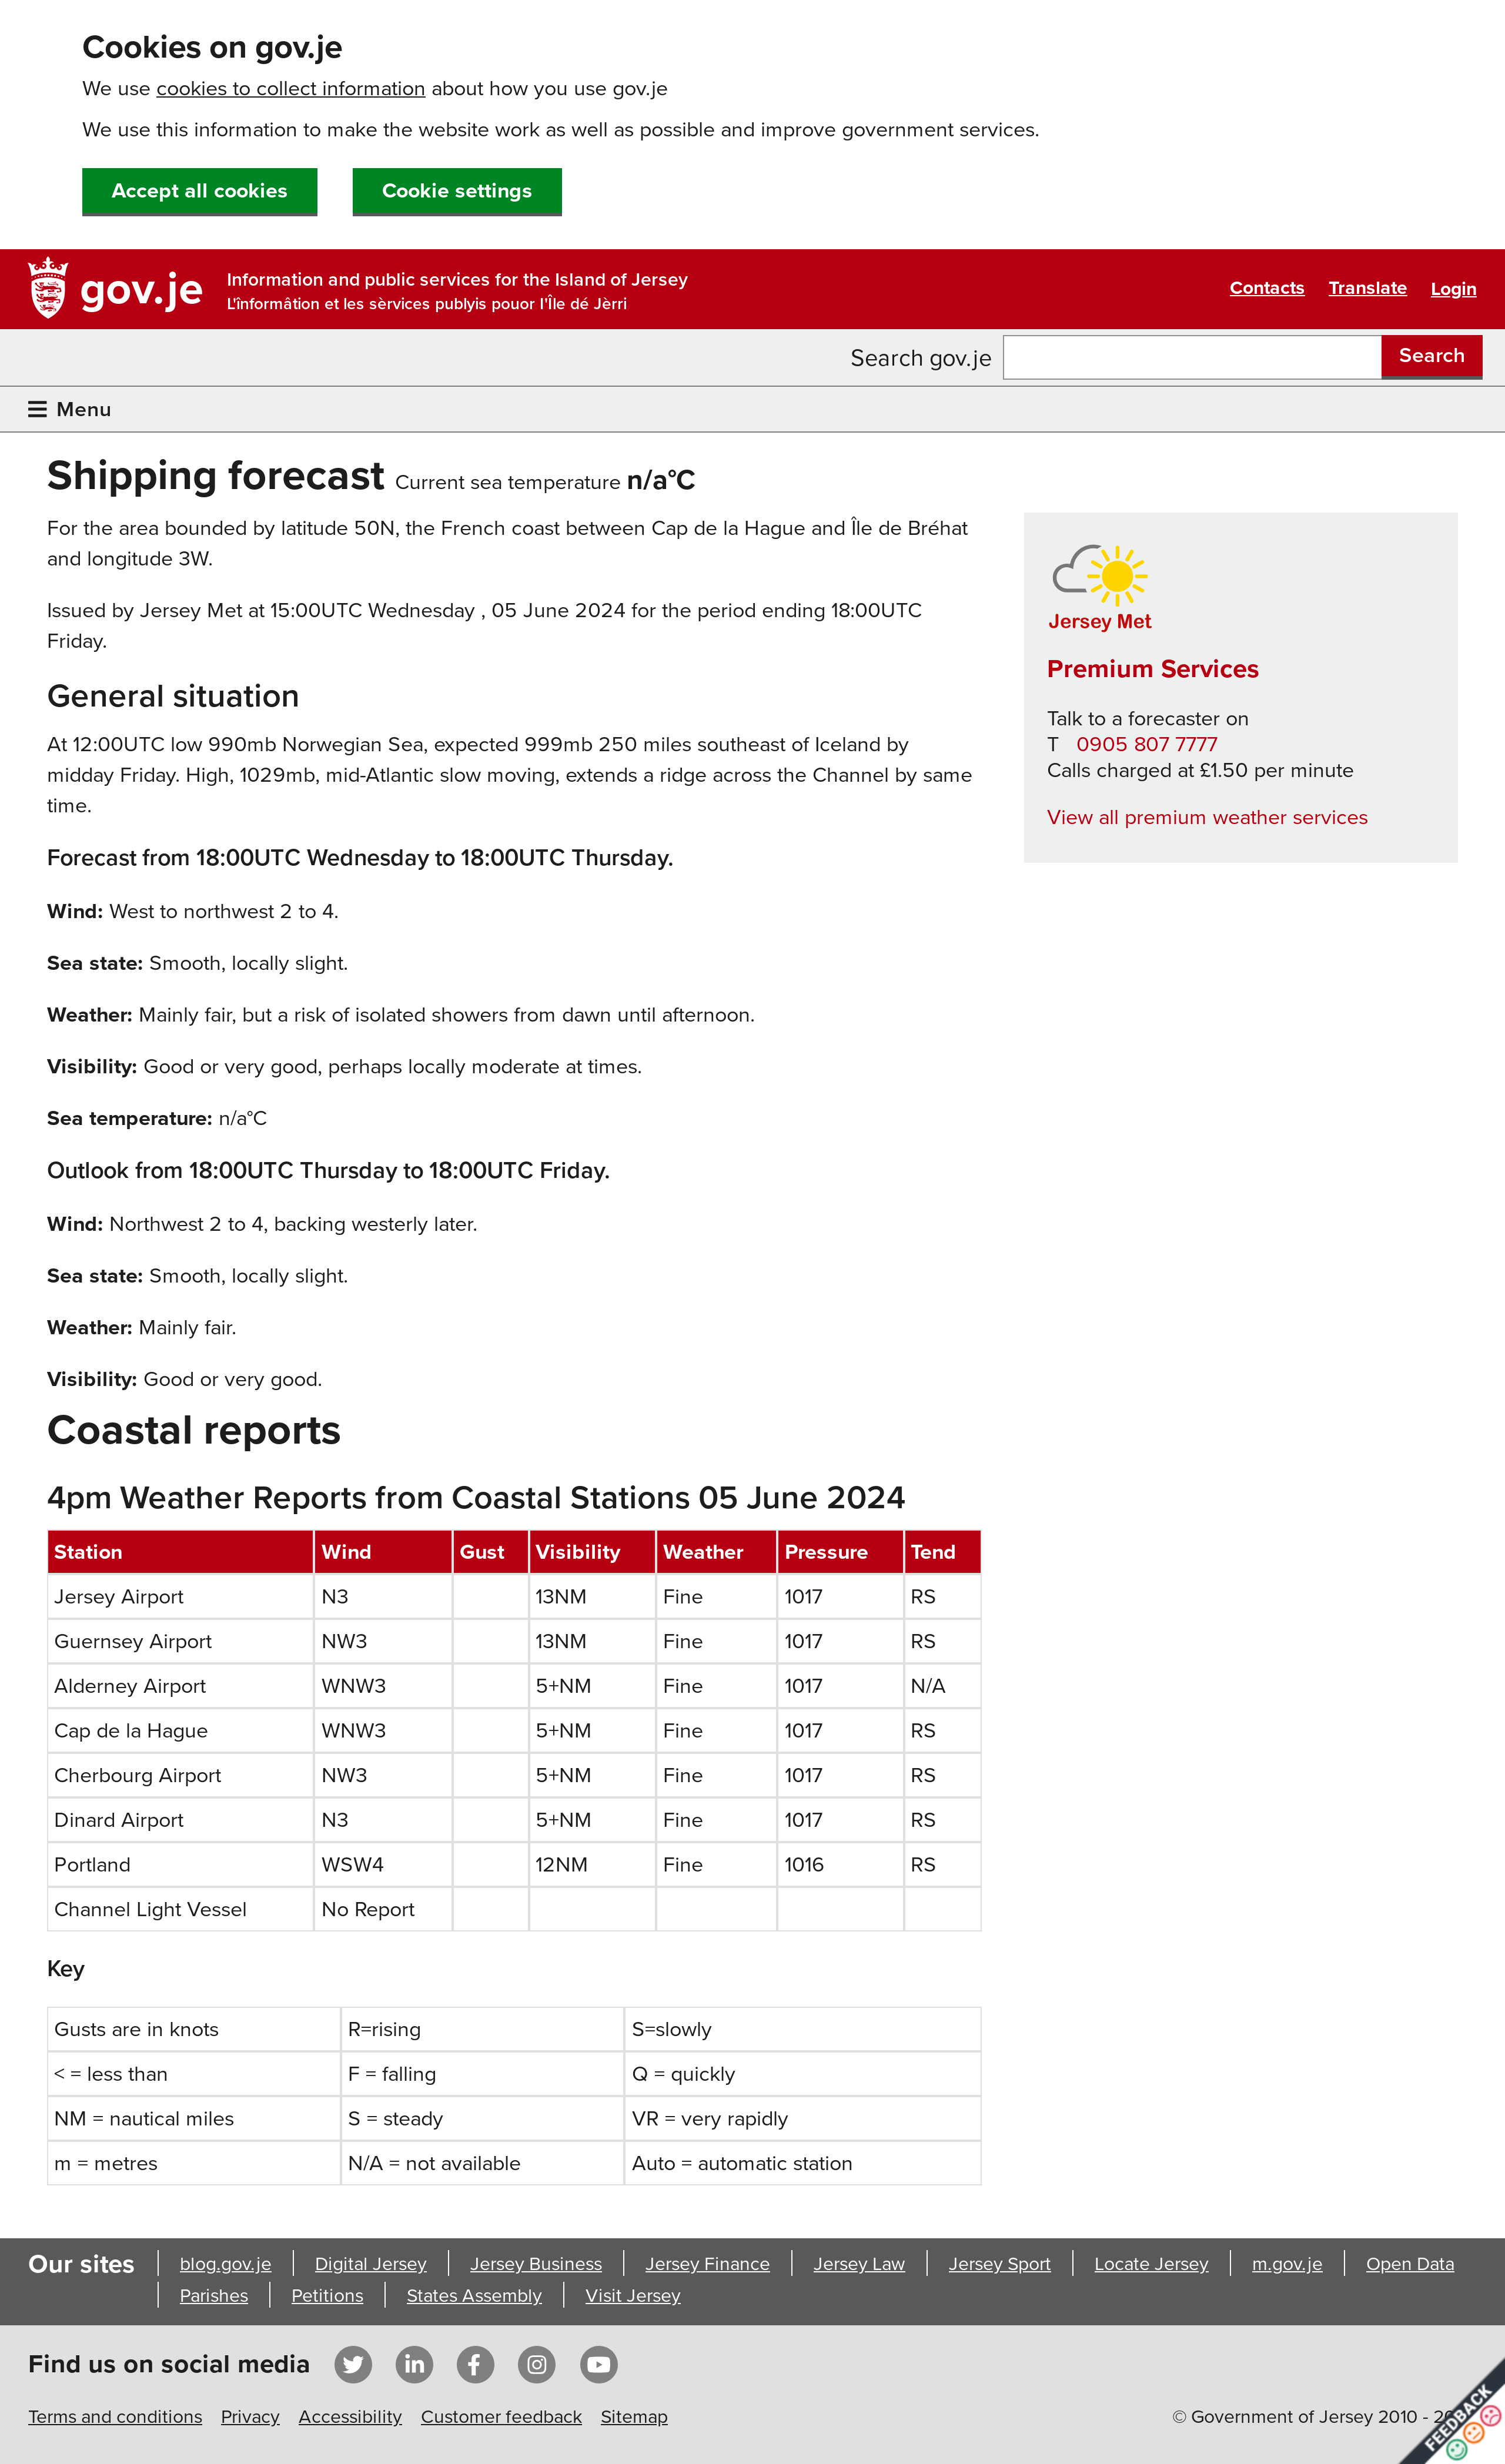 Cookies on gov.je
We use cookies to collect information about how you use gov.je
We use this information to make the website work as well as possible and improve government services.
Accept all cookies
Cookie settings
gov.je
Information and public services for the Island of Jersey
L'înformâtion et les sèrvices publyis pouor I'Île dé Jèrri
Contacts Translate Login
Search gov.je
Search
Menu
Shipping forecast Current sea temperature n/a°C
For the area bounded by latitude 50N, the French coast between Cap de la Hague and Île de Bréhat
and longitude 3W.
Issued by Jersey Met at 15:00UTC Wednesday , 05 June 2024 for the period ending 18:00UTC
Friday.
General situation
At 12:00UTC low 990mb Norwegian Sea, expected 999mb 250 miles southeast of Iceland by
midday Friday. High, 1029mb, mid-Atlantic slow moving, extends a ridge across the Channel by same
time.
Forecast from 18:00UTC Wednesday to 18:00UTC Thursday.
Wind: West to northwest 2 to 4.
Sea state: Smooth, locally slight.
Weather: Mainly fair, but a risk of isolated showers from dawn until afternoon.
Visibility: Good or very good, perhaps locally moderate at times.
Sea temperature: n/a°C
Outlook from 18:00UTC Thursday to 18:00UTC Friday.
Wind: Northwest 2 to 4, backing westerly later.
Sea state: Smooth, locally slight.
Weather: Mainly fair.
Visibility: Good or very good.
Jersey Met
Premium Services
Talk to a forecaster on
T 0905 807 7777
Calls charged at £1.50 per minute
View all premium weather services
Coastal reports
4pm Weather Reports from Coastal Stations 05 June 2024
Station Wind Gust Visibility Weather Pressure Tend
Jersey Airport N3 13NM Fine 1017 RS
Guernsey Airport NW3 13NM Fine 1017 RS
Alderney Airport WNW3 5+NM Fine 1017 N/A
Cap de la Hague WNW3 5+NM Fine 1017 RS
Cherbourg Airport NW3 5+NM Fine 1017 RS
Dinard Airport N3 5+NM Fine 1017 RS
Portland WSW4 12NM Fine 1016 RS
Channel Light Vessel No Report
Key
Gusts are in knots R=rising S=slowly
< = less than F = falling Q = quickly
NM = nautical miles S = steady VR = very rapidly
m = metres N/A = not available Auto = automatic station
Our sites blog.gov.je Digital Jersey Jersey Business Jersey Finance Jersey Law Jersey Sport Locate Jersey m.gov.je Open Data
Parishes Petitions States Assembly Visit Jersey
Find us on social media
Terms and conditions Privacy Accessibility Customer feedback Sitemap
© Government of Jersey 2010 -
FEEDBACK